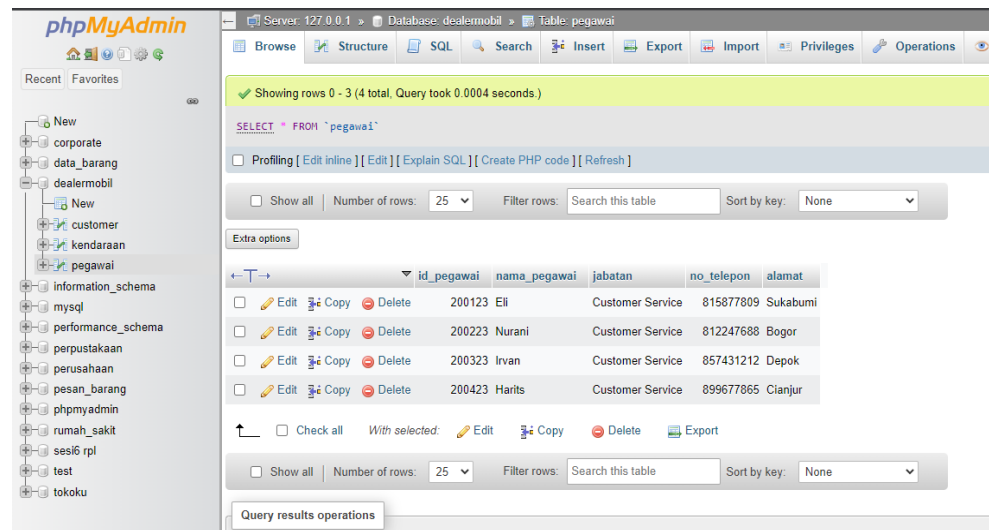 phpMyAdmin
Recent Favorites
New
corporate
data_barang
dealermobil
New
customer
kendaraan
pegawai
information_schema
mysql
performance_schema
perpustakaan
perusahaan
pesan_barang
phpmyadmin
rumah_sakit
sesi6 rpl
test
tokoku
← Server: 127.0.0.1 » Database: dealermobil » Table: pegawai
Browse Structure SQL Search Insert Export Import Privileges Operations
Showing rows 0 - 3 (4 total, Query took 0.0004 seconds.)
SELECT * FROM `pegawai`
Profiling [ Edit inline ] [ Edit ] [ Explain SQL ] [ Create PHP code ] [ Refresh ]
Show all | Number of rows: 25 Filter rows: Search this table Sort by key: None
Extra options
←T→ ▼ id_pegawai nama_pegawai jabatan no_telepon alamat
Edit Copy Delete 200123 Eli Customer Service 815877809 Sukabumi
Edit Copy Delete 200223 Nurani Customer Service 812247688 Bogor
Edit Copy Delete 200323 Irvan Customer Service 857431212 Depok
Edit Copy Delete 200423 Harits Customer Service 899677865 Cianjur
Check all With selected: Edit Copy Delete Export
Show all | Number of rows: 25 Filter rows: Search this table Sort by key: None
Query results operations